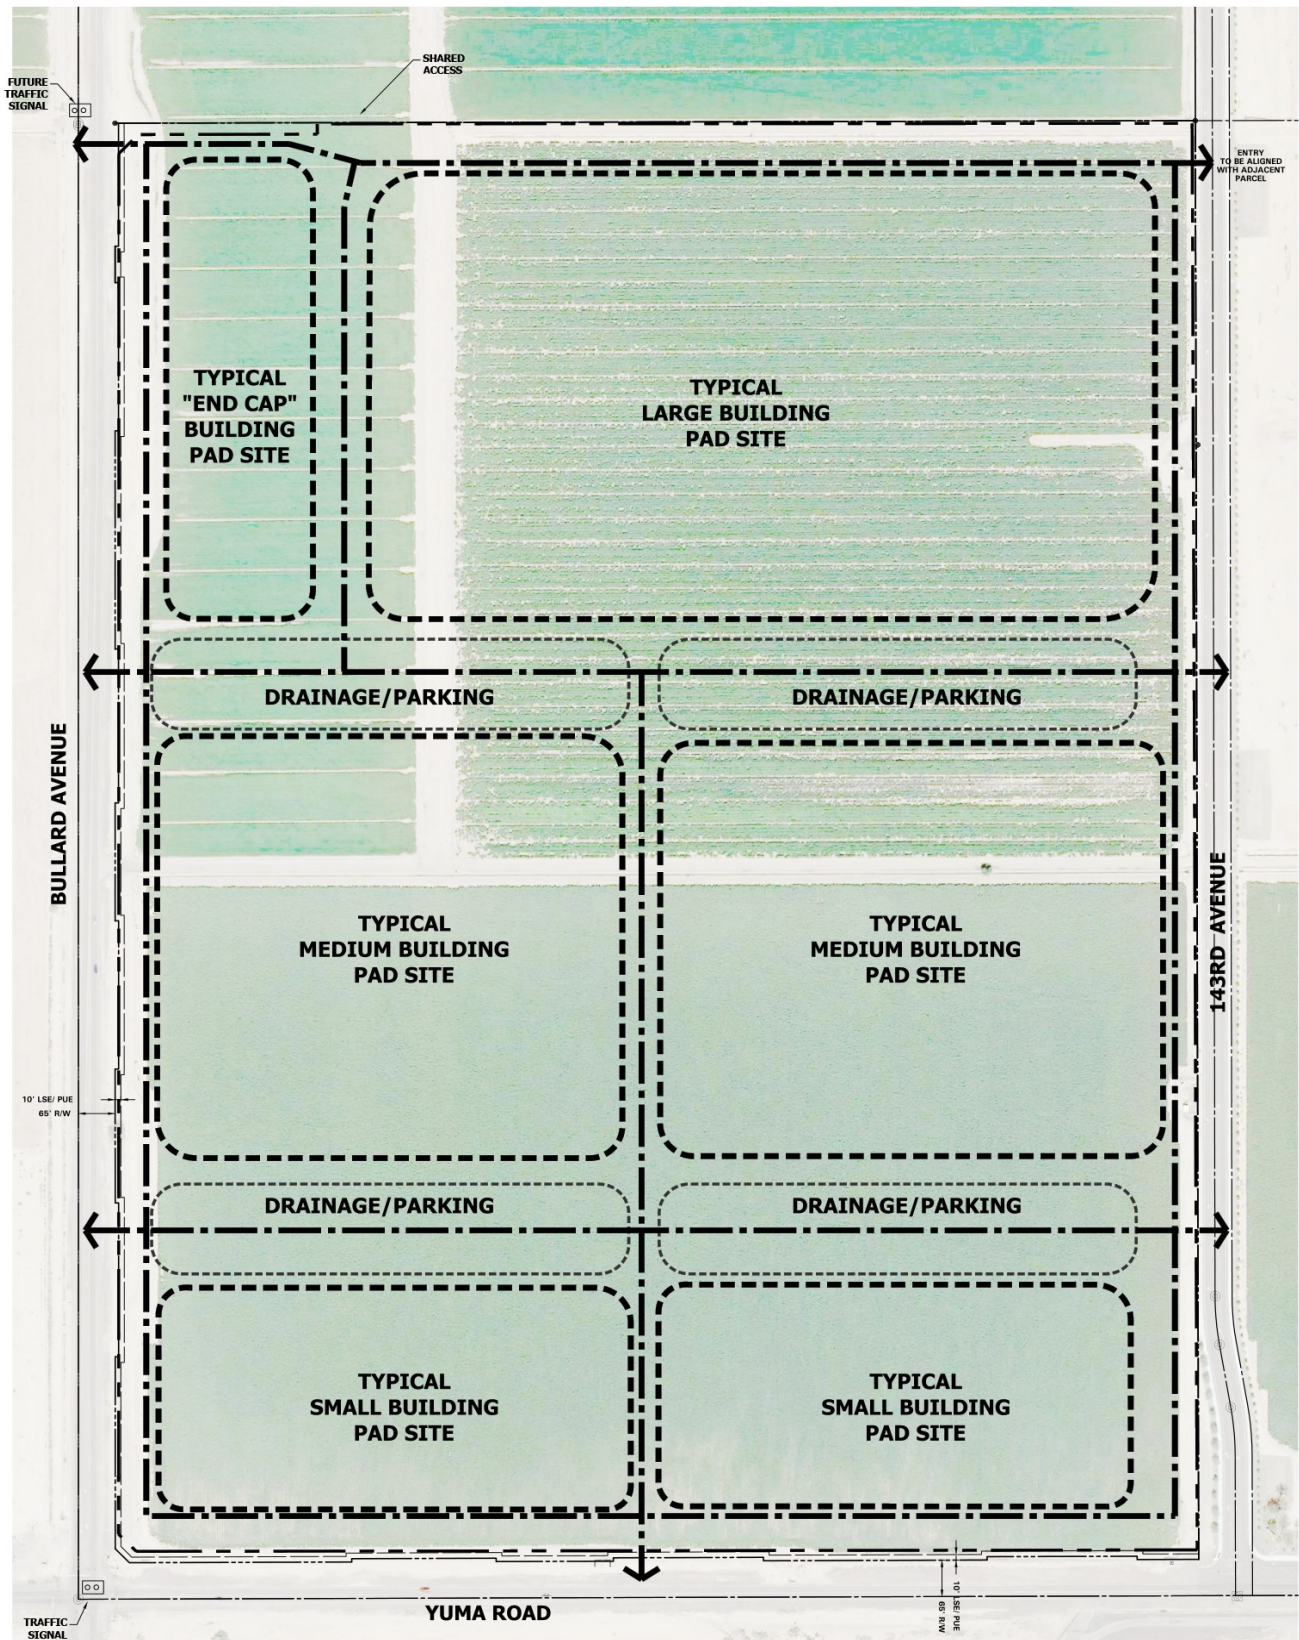 SHARED
ACCESS
FUTURE
TRAFFIC
SIGNAL
ENTRY
TO BE ALIGNED
WITH ADJACENT
PARCEL
TYPICAL
"END CAP"
BUILDING
PAD SITE
TYPICAL
LARGE BUILDING
PAD SITE
DRAINAGE/PARKING
DRAINAGE/PARKING
BULLARD AVENUE
143RD AVENUE
TYPICAL
MEDIUM BUILDING
PAD SITE
TYPICAL
MEDIUM BUILDING
PAD SITE
10' LSE/ PUE
65' R/W
DRAINAGE/PARKING
DRAINAGE/PARKING
TYPICAL
SMALL BUILDING
PAD SITE
TYPICAL
SMALL BUILDING
PAD SITE
10' LSE/ PUE
65' R/W
YUMA ROAD
TRAFFIC
SIGNAL